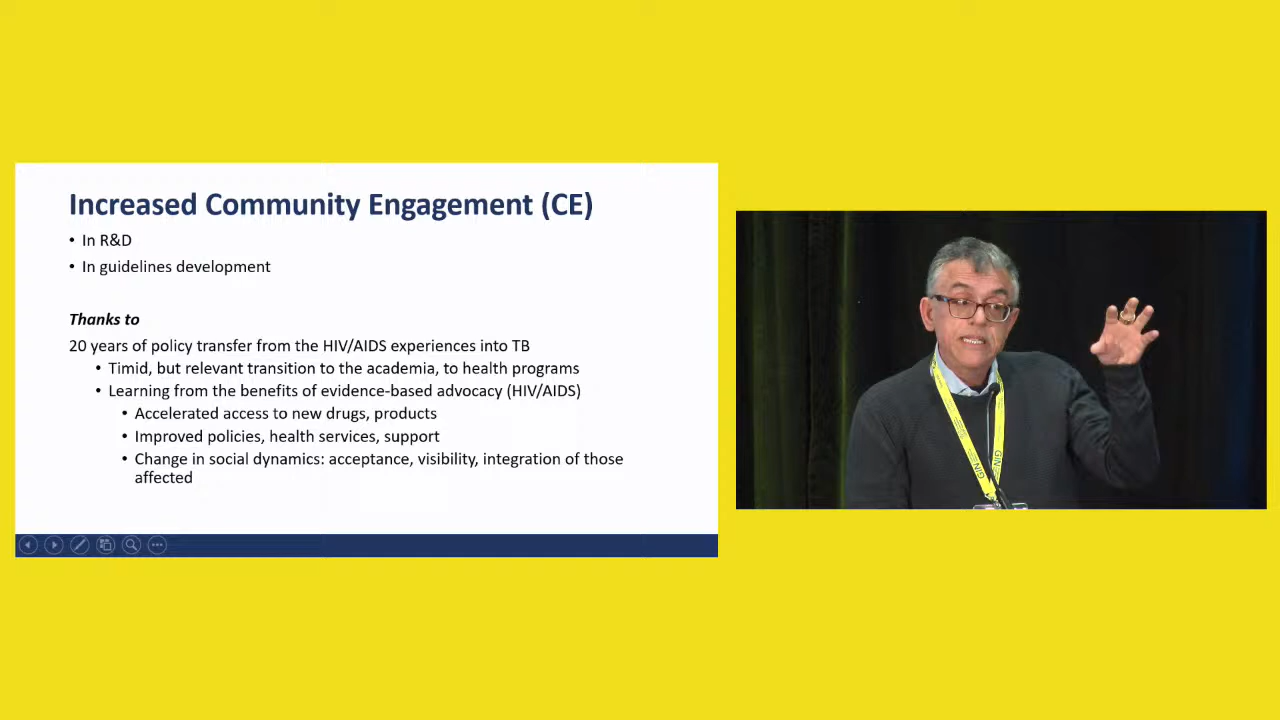 Increased Community Engagement (CE)
• In R&D
• In guidelines development
Thanks to
20 years of policy transfer from the HIV/AIDS experiences into TB
• Timid, but relevant transition to the academia, to health programs
• Learning from the benefits of evidence-based advocacy (HIV/AIDS)
• Accelerated access to new drugs, products
• Improved policies, health services, support
• Change in social dynamics: acceptance, visibility, integration of those
affected
GIN
GIN